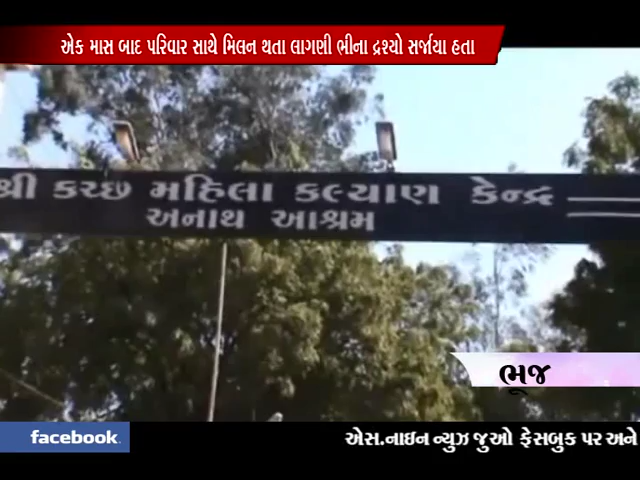 એક માસ બાદ પરિવાર સાથે મિલન થતા લાગણી ભીના દ્રશ્યો સર્જાયા હતા
શ્રી કચ્છ મહિલા કલ્યાણ કેન્દ્ર
અનાથ આશ્રમ
ભૂજ
facebook.
એસ.નાઇન ન્યુઝ જુઓ ફેસબુક પર અને